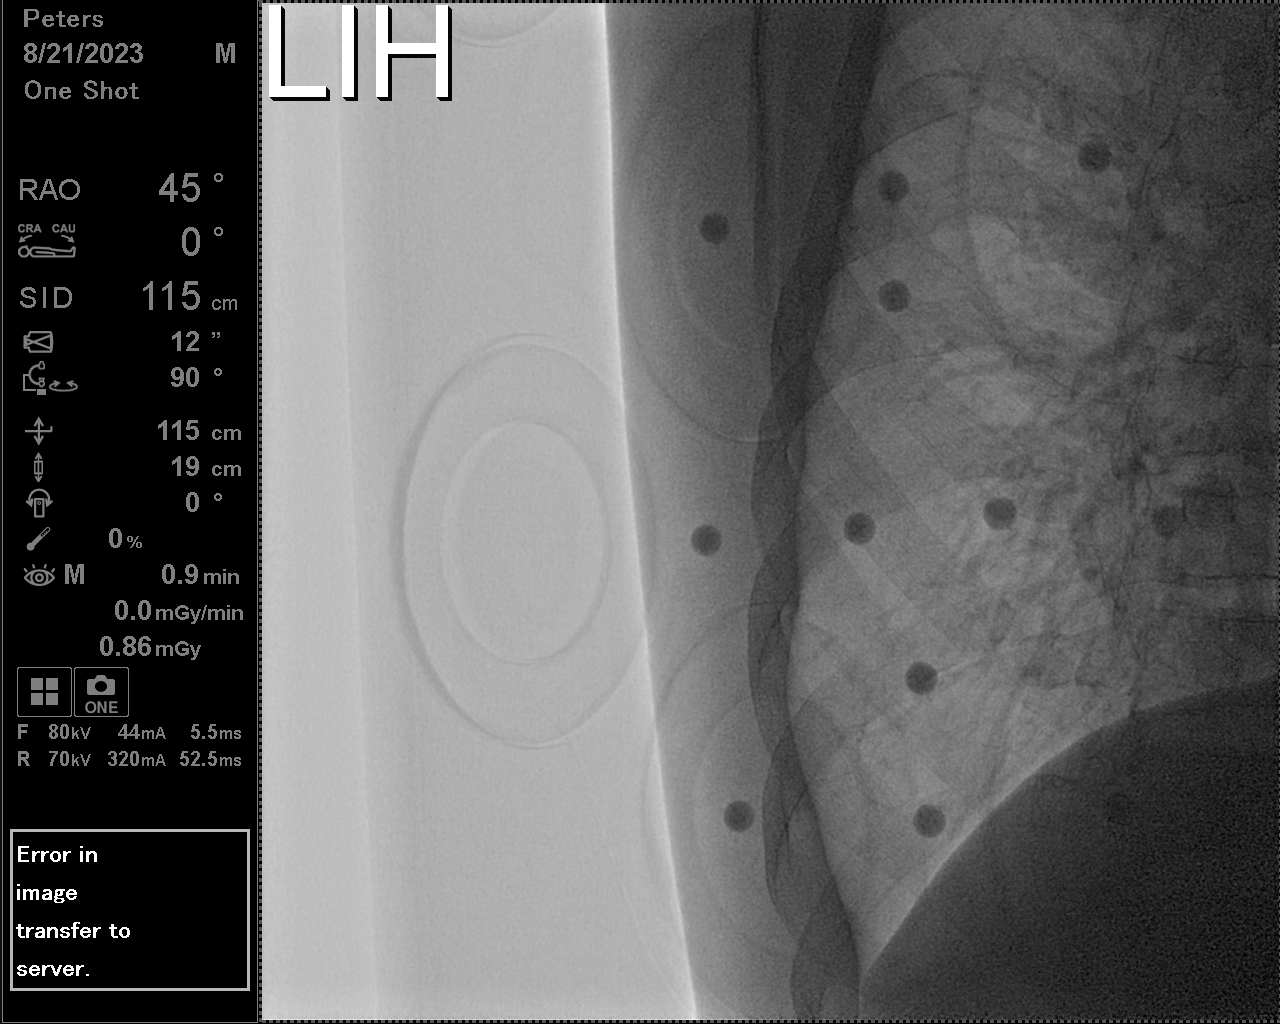 Peters
8/21/2023 M
One Shot
LIH
RAO 45 °
CRA CAU
0 °
SID 115 cm
12 ”
90 °
115 cm
19 cm
0 °
0 %
M 0.9 min
0.0 mGy/min
0.86 mGy
ONE
F 80kV 44mA 5.5ms
R 70kV 320mA 52.5ms
Error in
image
transfer to
server.